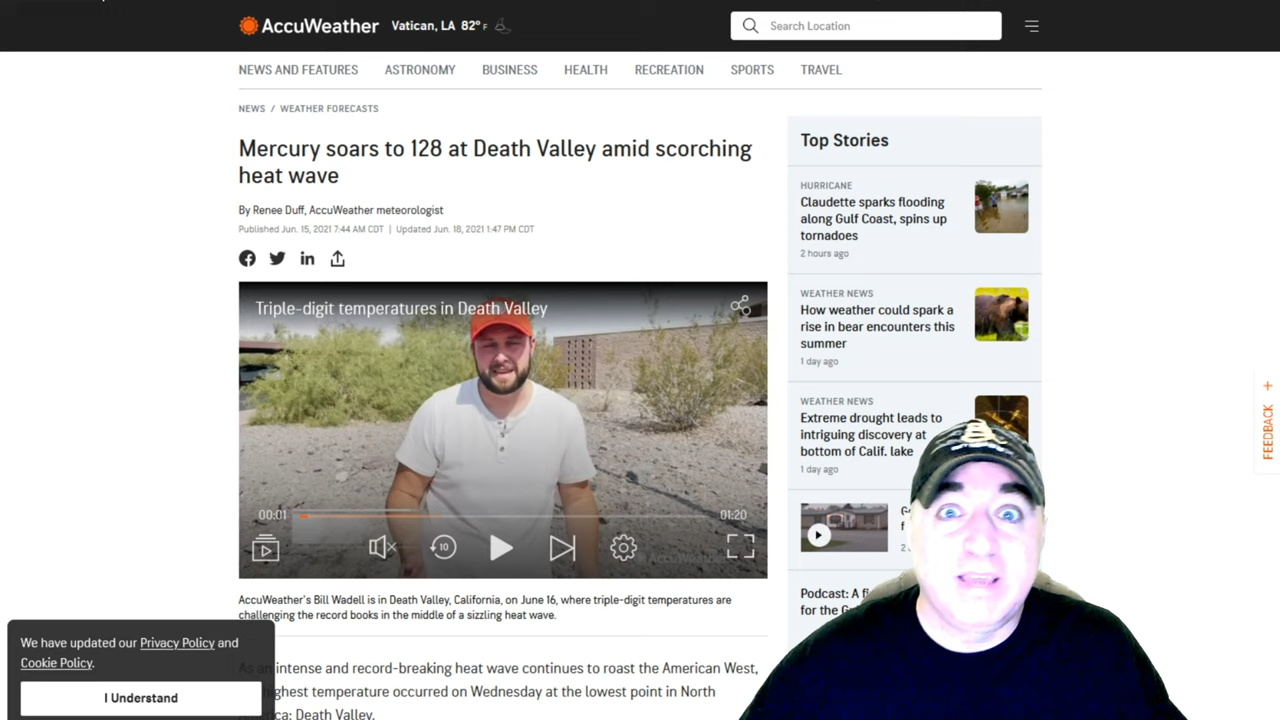 AccuWeather
Vatican, LA 82° F
Search Location
NEWS AND FEATURES ASTRONOMY BUSINESS HEALTH RECREATION SPORTS TRAVEL
NEWS / WEATHER FORECASTS
Mercury soars to 128 at Death Valley amid scorching
heat wave
By Renee Duff, AccuWeather meteorologist
Published Jun. 15, 2021 7:44 AM CDT | Updated Jun. 18, 2021 1:47 PM CDT
Triple-digit temperatures in Death Valley
00:01
01:20
10
AccuWeather's Bill Wadell is in Death Valley, California, on June 16, where triple-digit temperatures are
challenging the record books in the middle of a sizzling heat wave.
As an intense and record-breaking heat wave continues to roast the American West,
highest temperature occurred on Wednesday at the lowest point in North
Death Valley.
Top Stories
HURRICANE
Claudette sparks flooding
along Gulf Coast, spins up
tornadoes
2 hours ago
WEATHER NEWS
How weather could spark a
rise in bear encounters this
summer
1 day ago
WEATHER NEWS
Extreme drought leads to
intriguing discovery at
bottom of Calif. lake
1 day ago
Podcast: A
for the
FEEDBACK +
We have updated our Privacy Policy and
Cookie Policy.
I Understand